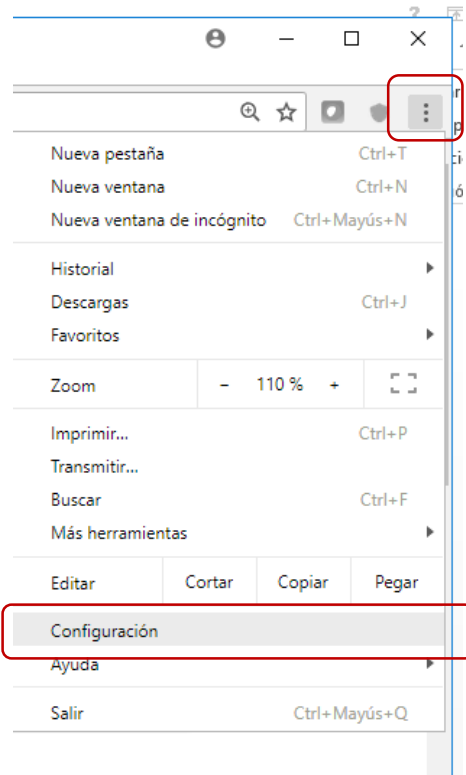 ?
Nueva pestaña Ctrl+T
Nueva ventana Ctrl+N
Nueva ventana de incógnito Ctrl+Mayús+N
Historial
Descargas Ctrl+J
Favoritos
Zoom - 110 % +
Imprimir... Ctrl+P
Transmitir...
Buscar Ctrl+F
Más herramientas
Editar Cortar Copiar Pegar
Configuración
Ayuda
Salir Ctrl+Mayús+Q